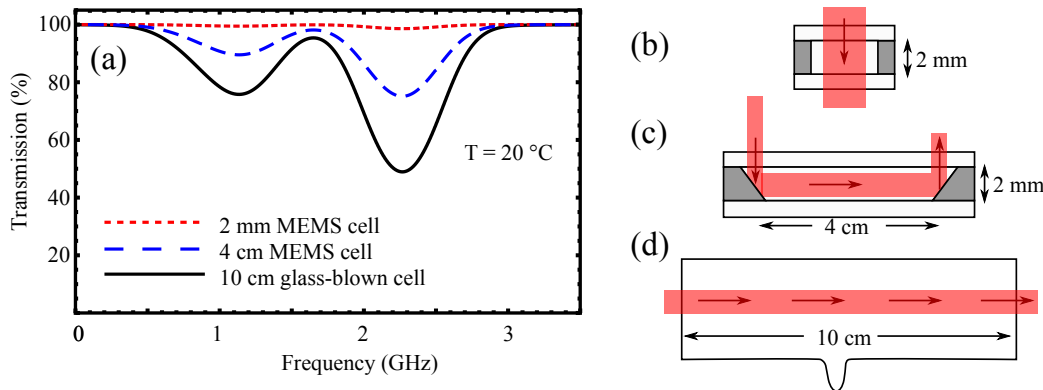 (a)
Transmission (%)
100
80
60
40
20
T = 20 °C
2 mm MEMS cell
4 cm MEMS cell
10 cm glass-blown cell
0 1 2 3
Frequency (GHz)
(b)
2 mm
(c)
2 mm
4 cm
(d)
10 cm